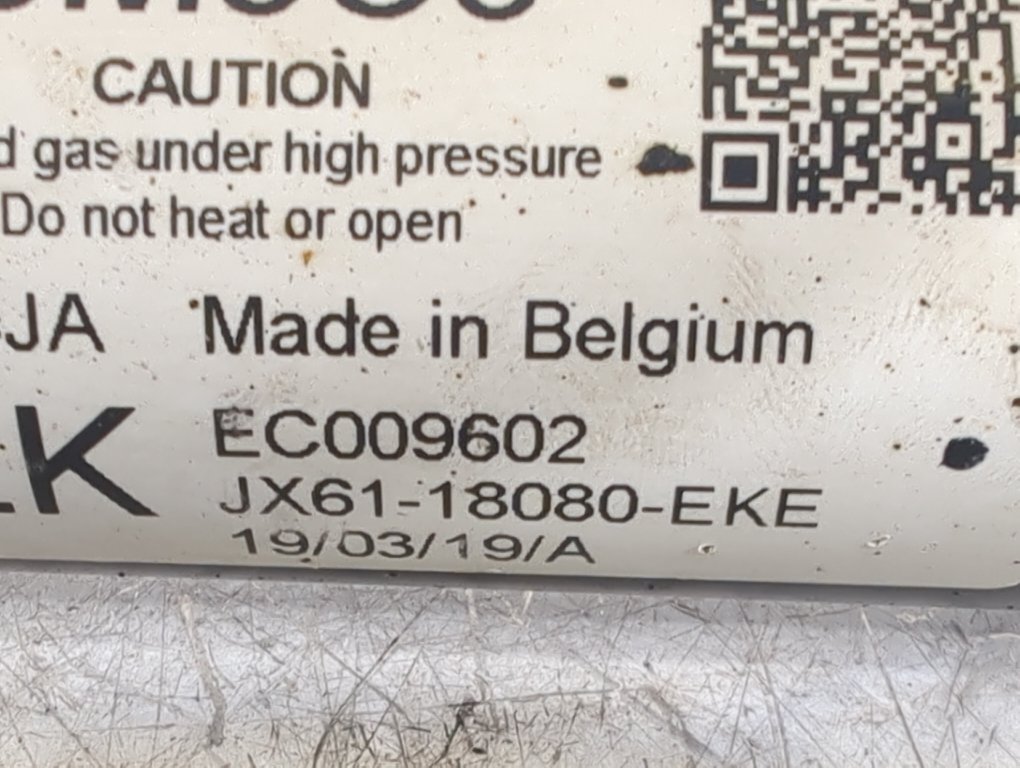 CAUTION
gas under high pressure
Do not heat or open
JA Made in Belgium
K EC009602
JX61-18080-EKE
19/03/19/A